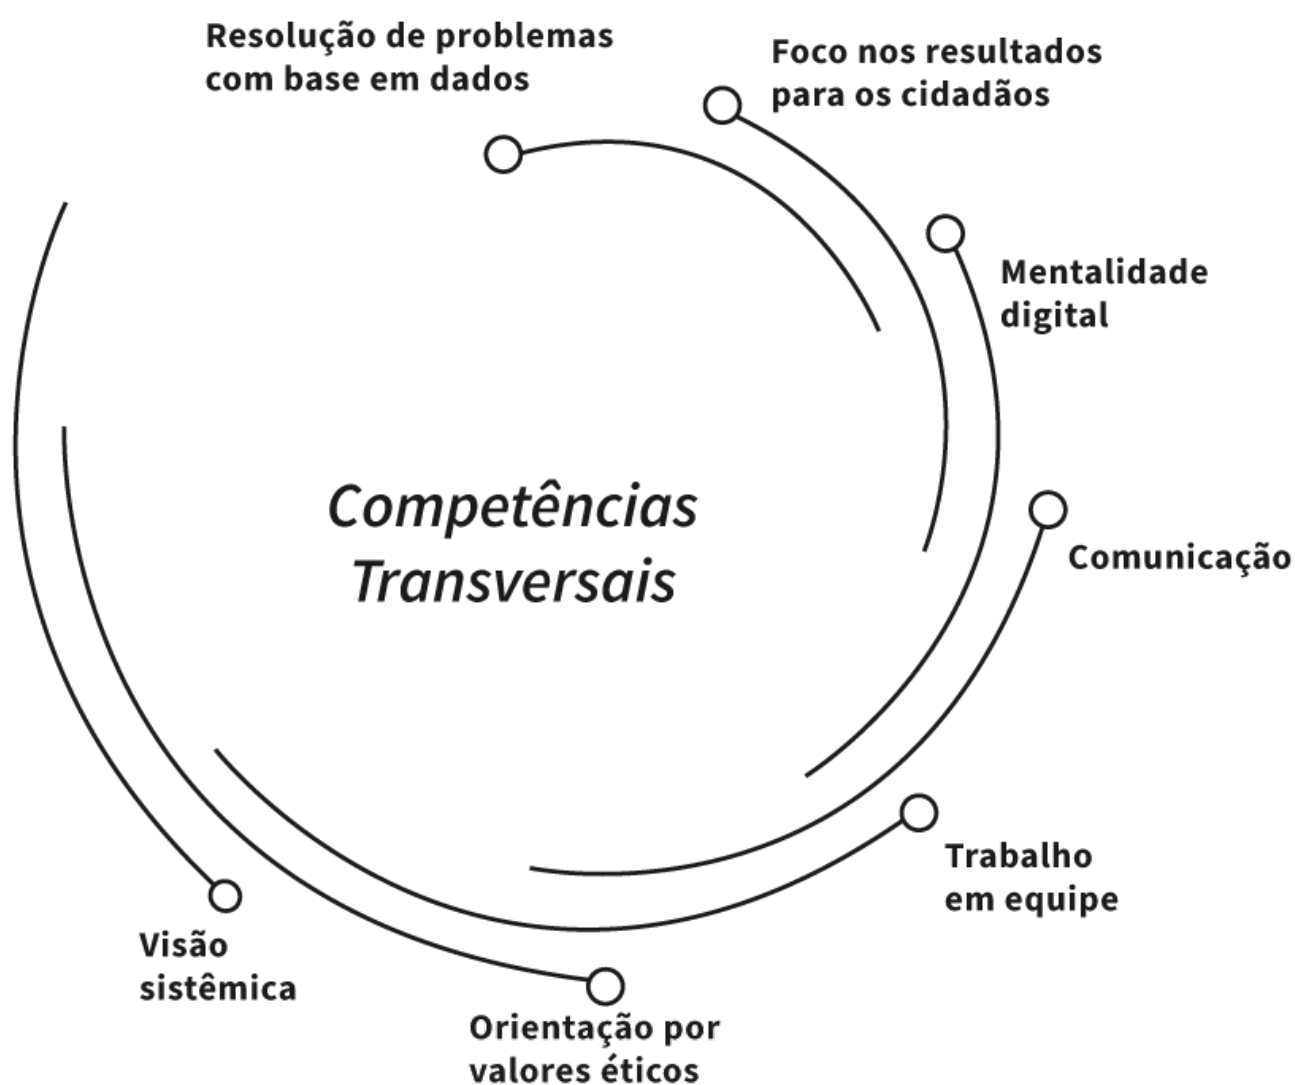 Resolução de problemas
com base em dados
Foco nos resultados
para os cidadãos
Mentalidade
digital
Competências
Transversais
Comunicação
Trabalho
em equipe
Visão
sistêmica
Orientação por
valores éticos